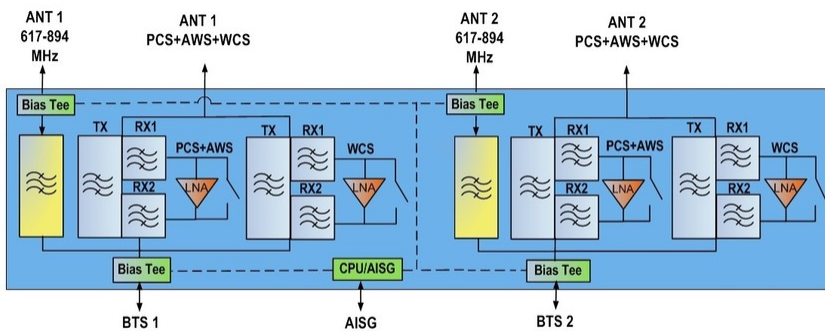 ANT 1
617-894
MHz
ANT 1
PCS+AWS+WCS
ANT 2
617-894
MHz
ANT 2
PCS+AWS+WCS
Bias Tee
Bias Tee
TX
RX1
PCS+AWS
RX2
LNA
TX
RX1
WCS
RX2
LNA
TX
RX1
PCS+AWS
RX2
LNA
TX
RX1
WCS
RX2
LNA
Bias Tee
CPU/AISG
Bias Tee
BTS 1
AISG
BTS 2